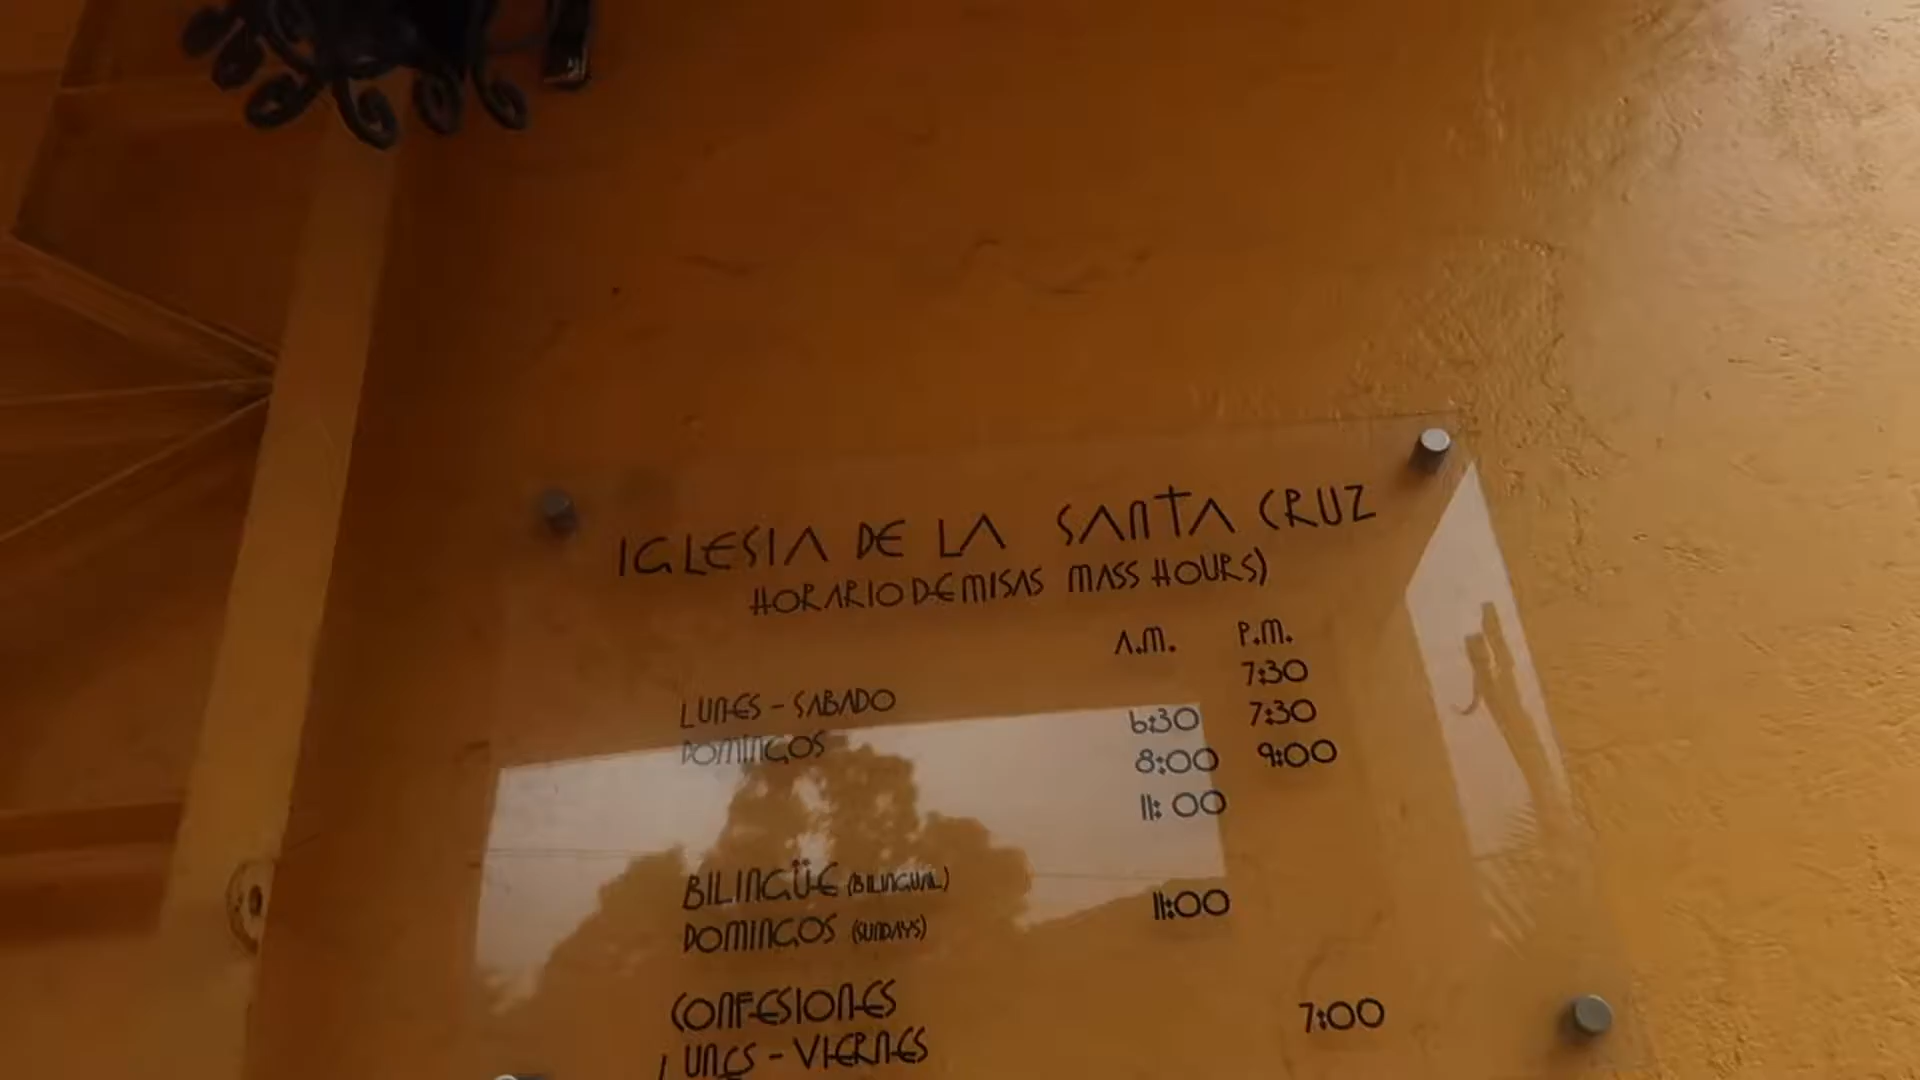 IGLESIA DE LA SANTA CRUZ
HORARIO DE MISAS MASS HOURS)
A.M. P.M.
7:30
LUNES - SABADO 6:30 7:30
DOMINGOS 8:00 9:00
11:00
BILINGÜE (BILINGUAL)
DOMINGOS (SUNDAYS) 11:00
CONFESIONES
7:00
LUNES - VIERNES